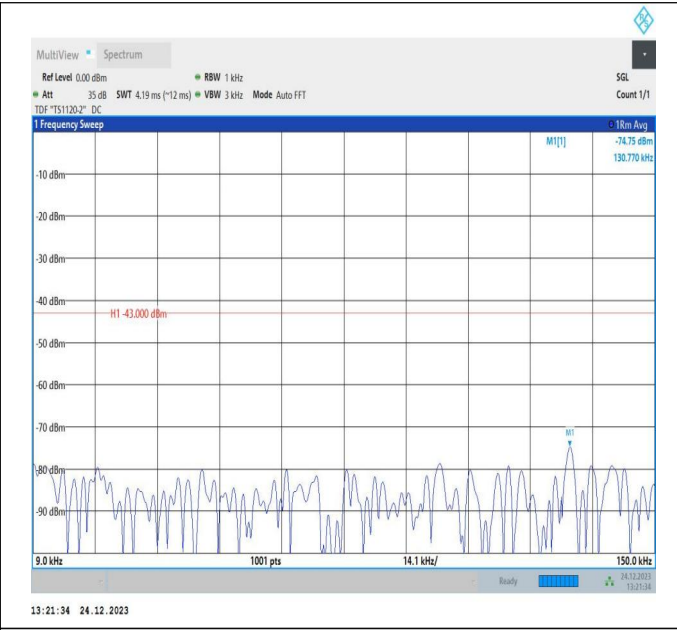 R S
MultiView Spectrum
Ref Level 0.00 dBm RBW 1 kHz SGL
Att 35 dB SWT 4.19 ms (~12 ms) VBW 3 kHz Mode Auto FFT Count 1/1
TDF "TS1120-2" DC
1 Frequency Sweep 1Rm Avg
M1[1] -74.75 dBm
130.770 kHz
-10 dBm
-20 dBm
-30 dBm
-40 dBm
H1 -43.000 dBm
-50 dBm
-60 dBm
-70 dBm
M1
-80 dBm
-90 dBm
9.0 kHz 1001 pts 14.1 kHz/ 150.0 kHz
Ready 24.12.2023
13:21:34
13:21:34 24.12.2023